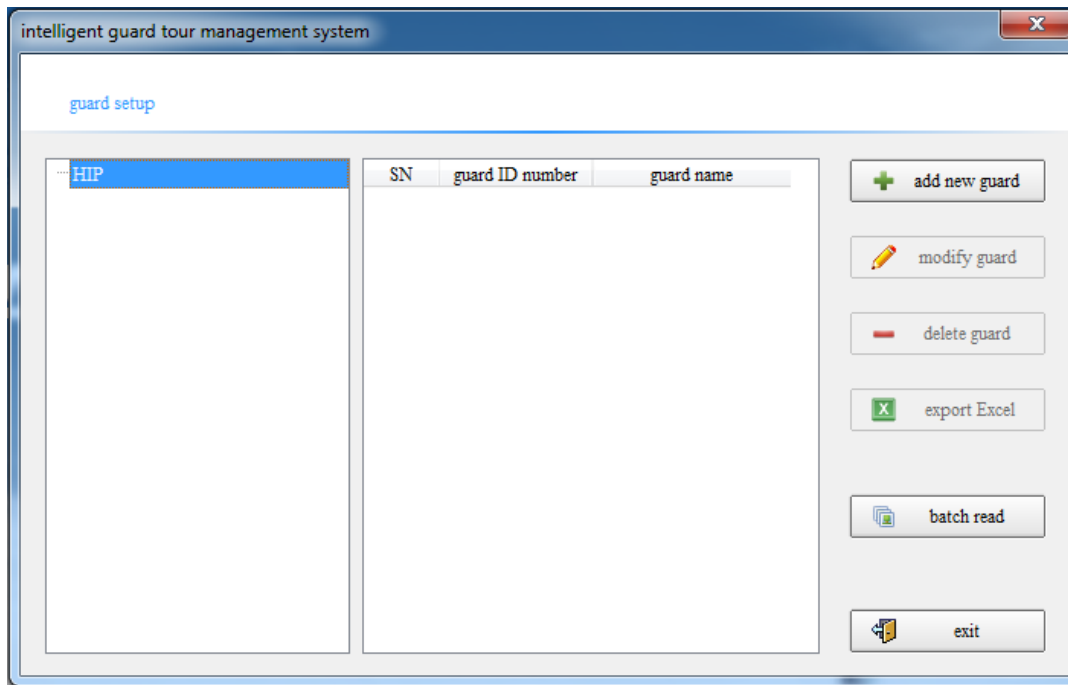 intelligent guard tour management system
guard setup
HIP
SN guard ID number guard name
add new guard
modify guard
delete guard
export Excel
batch read
exit